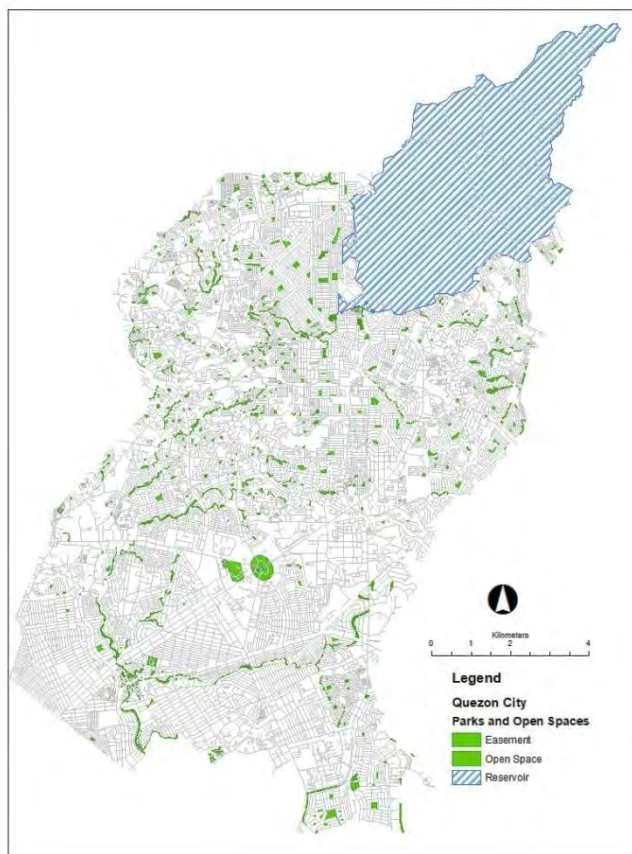 Kilometers
0 1 2 4
Legend
Quezon City
Parks and Open Spaces
Easement
Open Space
Reservoir